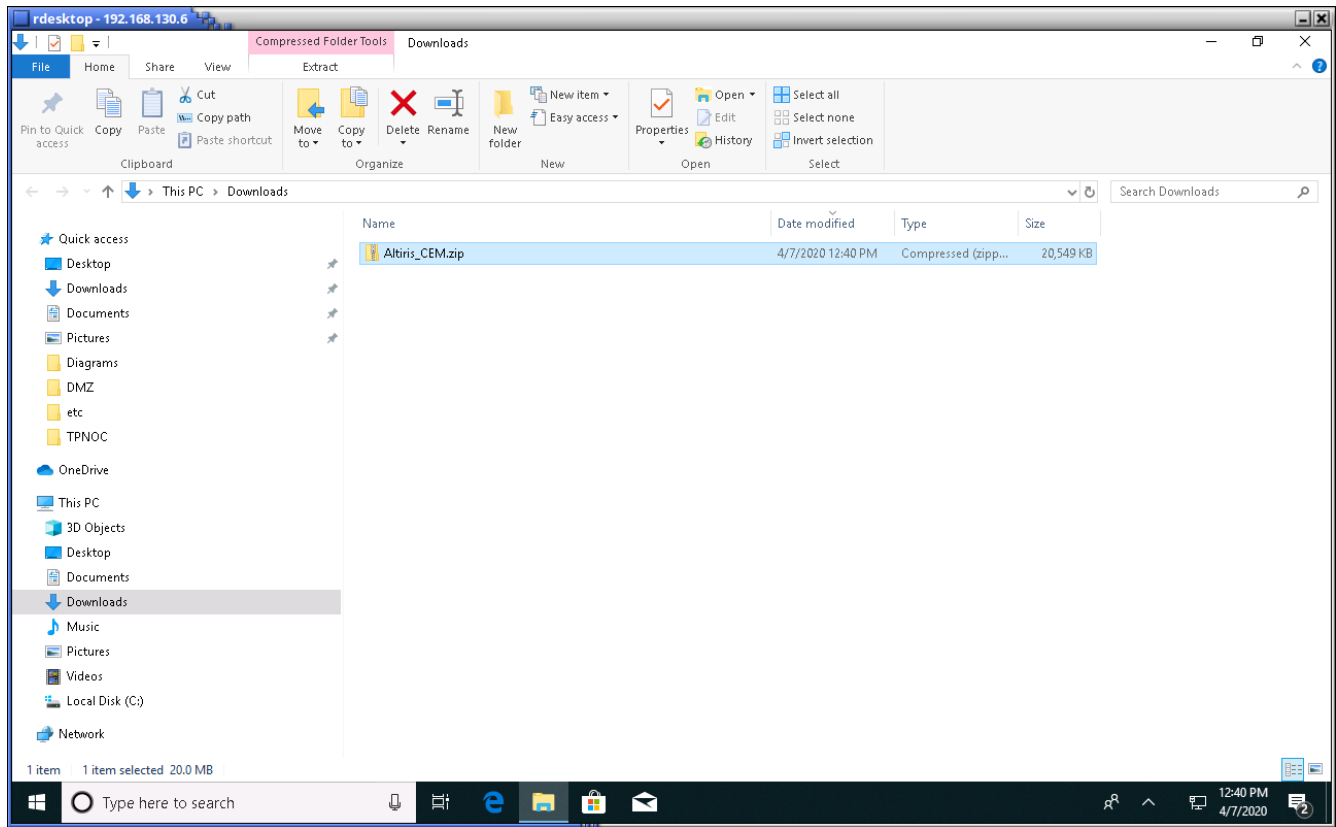 rdesktop - 192.168.130.6
Compressed Folder Tools Downloads
File Home Share View Extract
Pin to Quick access
Copy
Paste
Cut
Copy path
Paste shortcut
Clipboard
Move to
Copy to
Delete
Rename
Organize
New folder
New item
Easy access
New
Properties
Open
Edit
History
Open
Select all
Select none
Invert selection
Select
This PC > Downloads
Search Downloads
Name Date modified Type Size
Altiris_CEM.zip 4/7/2020 12:40 PM Compressed (zipp... 20,549 KB
Quick access
Desktop
Downloads
Documents
Pictures
Diagrams
DMZ
etc
TPNOC
OneDrive
This PC
3D Objects
Desktop
Documents
Downloads
Music
Pictures
Videos
Local Disk (C:)
Network
1 item 1 item selected 20.0 MB
Type here to search
12:40 PM
4/7/2020
2